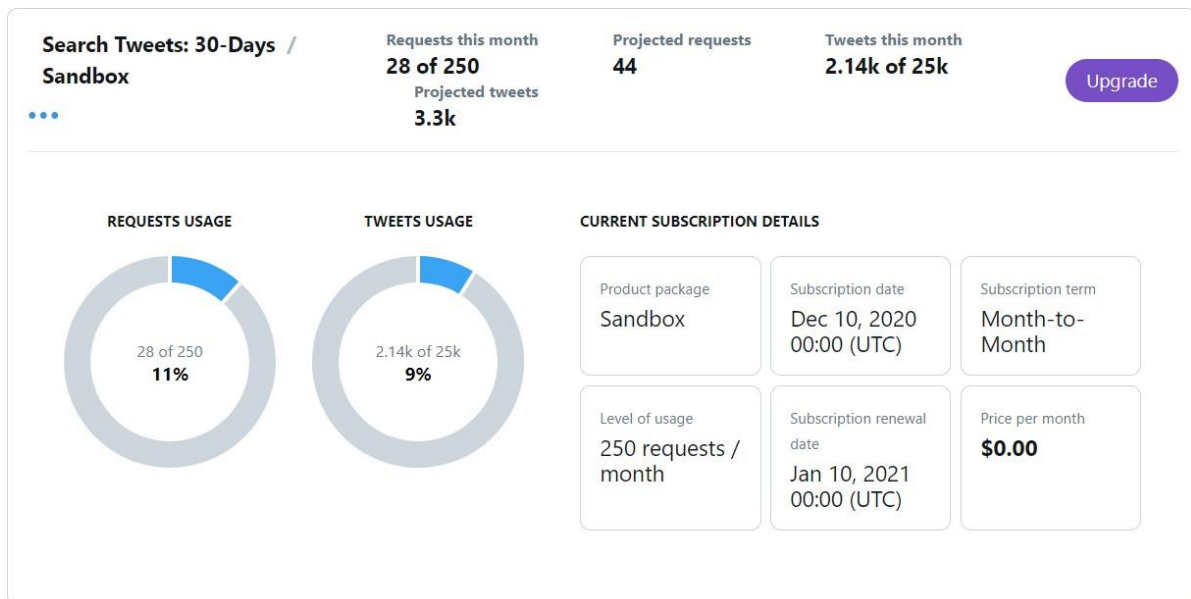 Search Tweets: 30-Days /
Sandbox
Requests this month
28 of 250
Projected requests
44
Tweets this month
2.14k of 25k
Projected tweets
3.3k
Upgrade
REQUESTS USAGE
28 of 250
11%
TWEETS USAGE
2.14k of 25k
9%
CURRENT SUBSCRIPTION DETAILS
Product package
Sandbox
Subscription date
Dec 10, 2020
00:00 (UTC)
Subscription term
Month-to-
Month
Level of usage
250 requests /
month
Subscription renewal
date
Jan 10, 2021
00:00 (UTC)
Price per month
$0.00